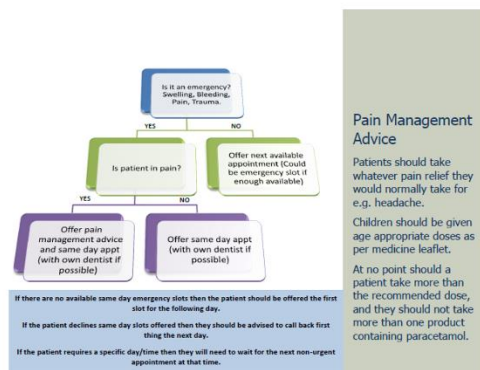 Is it an emergency?
Swelling, Bleeding,
Pain, Trauma.
YES
NO
Is patient in pain?
Offer next available
appointment (Could
be emergency slot if
enough available)
YES
NO
Offer pain
management advice
and same day appt
(with own dentist if
possible)
Offer same day appt
(with own dentist if
possible)
If there are no available same day emergency slots then the patient should be offered the first
slot for the following day.
If the patient declines same day slots offered then they should be advised to call back first
thing the next day.
If the patient requires a specific day/time then they will need to wait for the next non-urgent
appointment at that time.
Pain Management
Advice
Patients should take
whatever pain relief they
would normally take for
e.g. headache.
Children should be given
age appropriate doses as
per medicine leaflet.
At no point should a
patient take more than
the recommended dose,
and they should not take
more than one product
containing paracetamol.